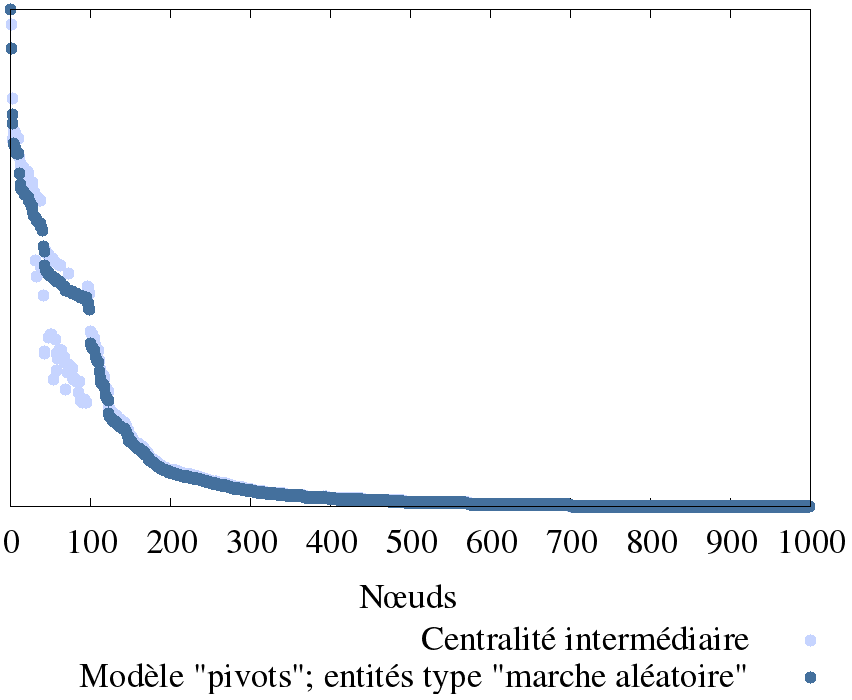 0 100 200 300 400 500 600 700 800 900 1000
Nœuds
Centralité intermédiaire
Modèle "pivots"; entités type "marche aléatoire"